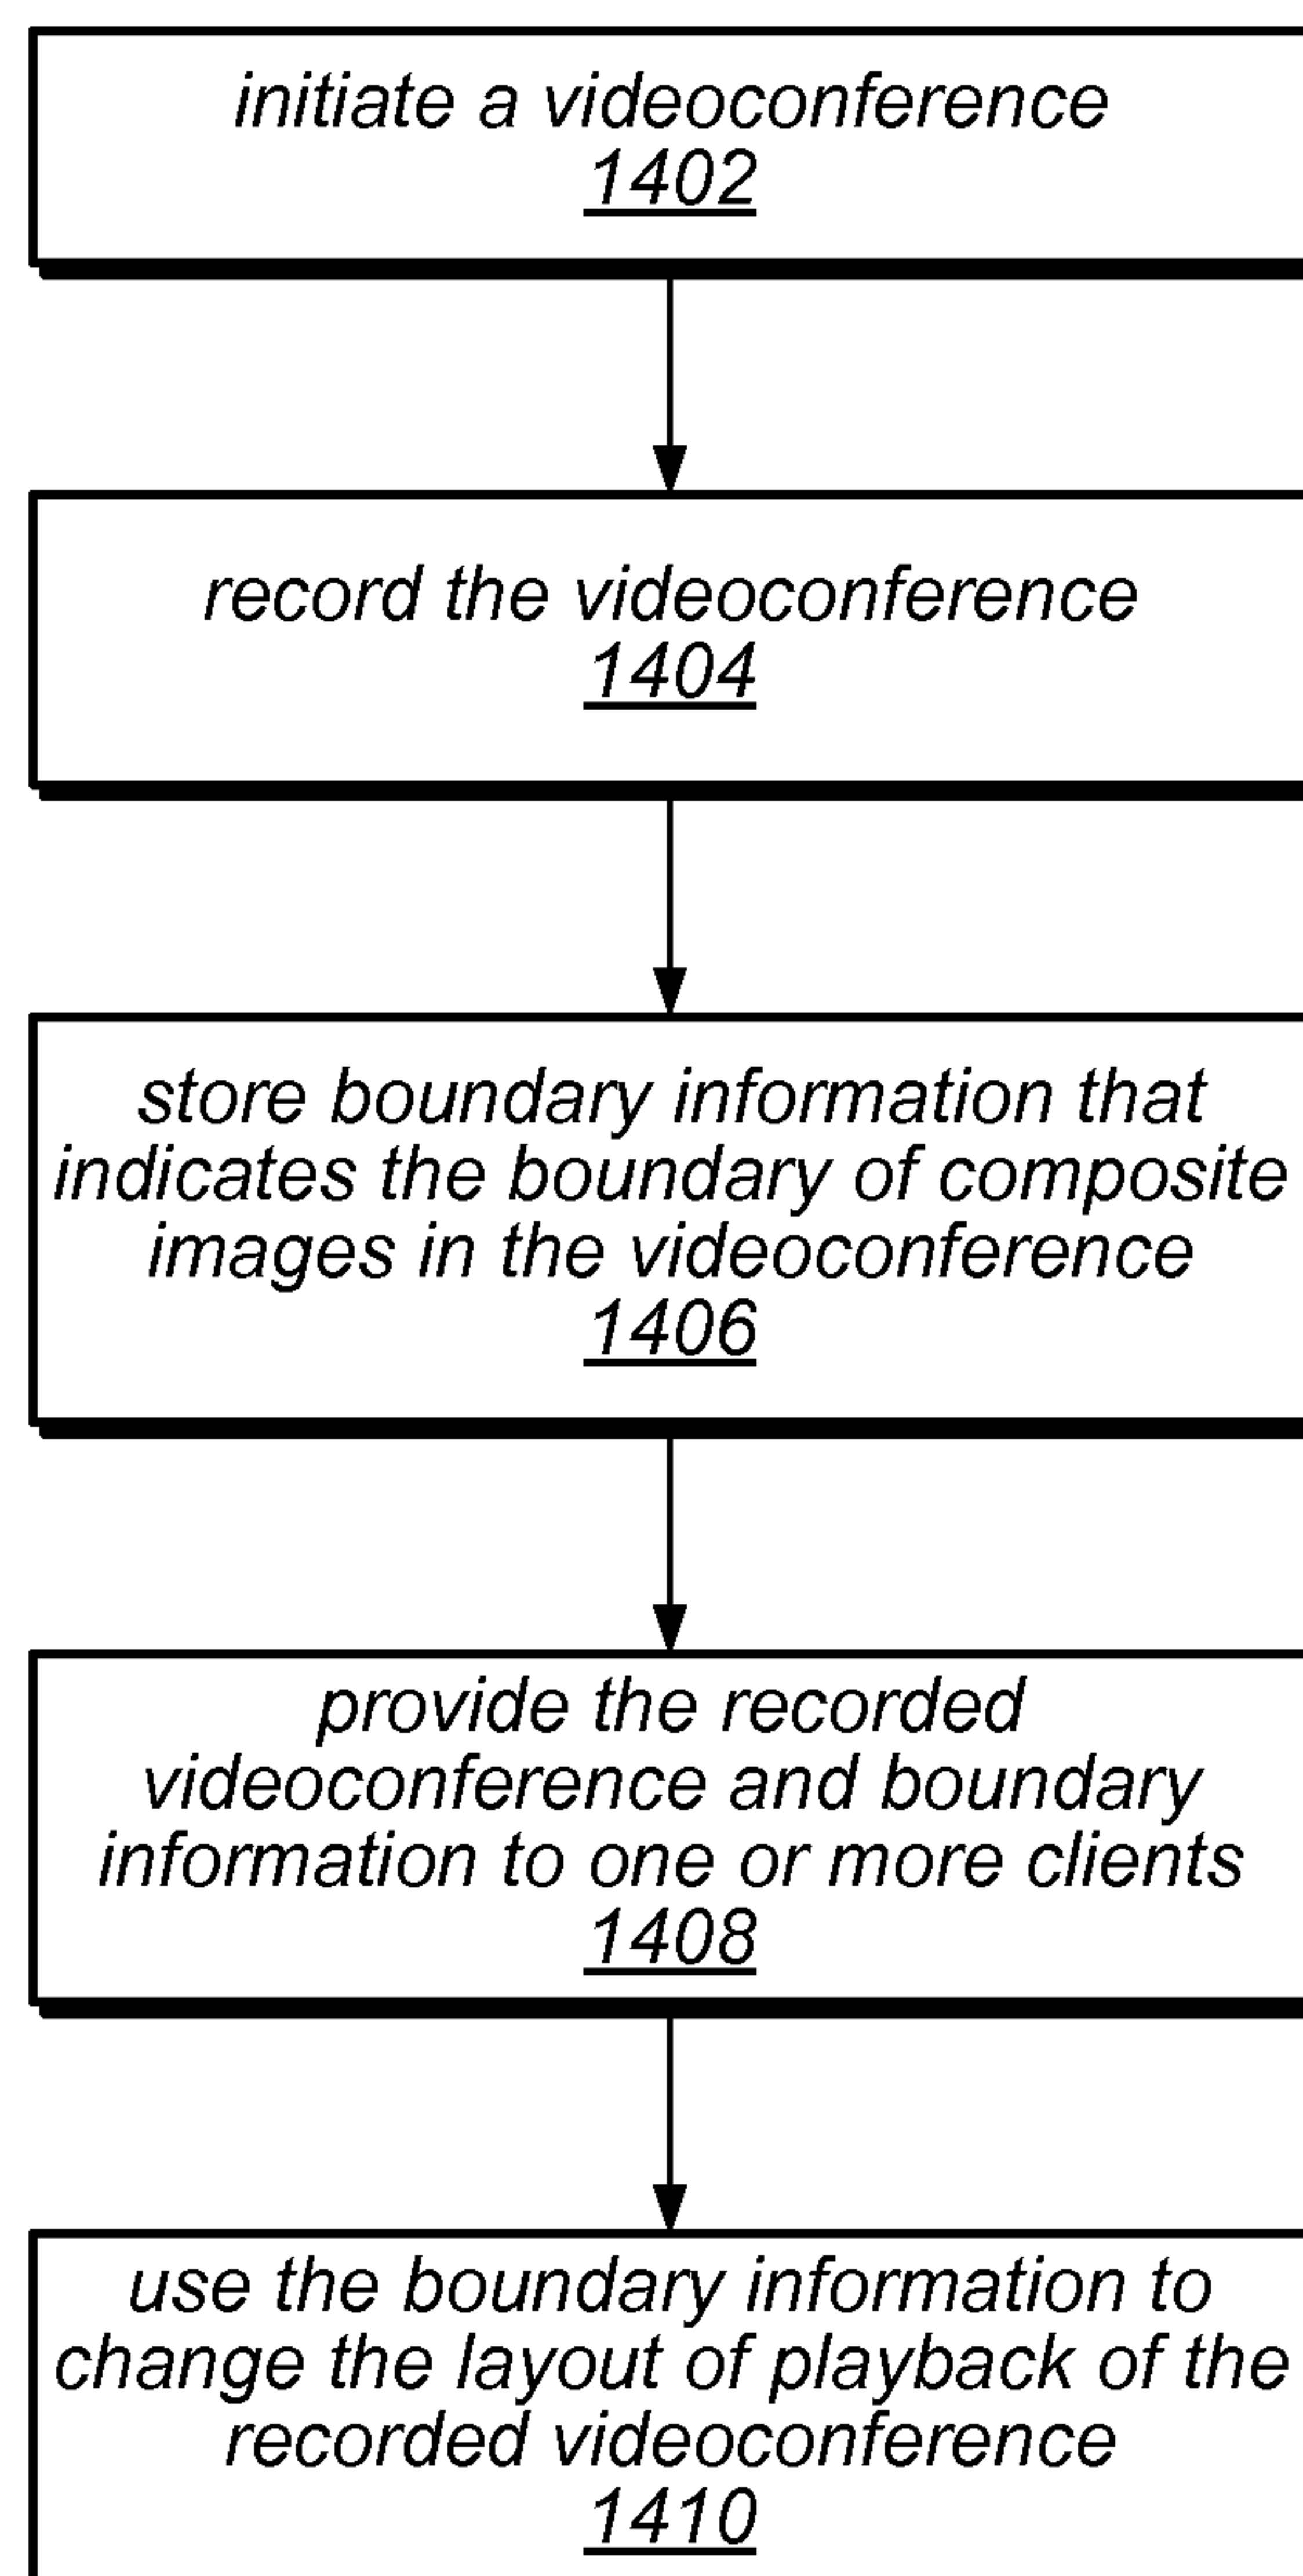 initiate a videoconference
1402
record the videoconference
1404
store boundary information that
indicates the boundary of composite
images in the videoconference
1406
provide the recorded
videoconference and boundary
information to one or more clients
1408
use the boundary information to
change the layout of playback of the
recorded videoconference
1410